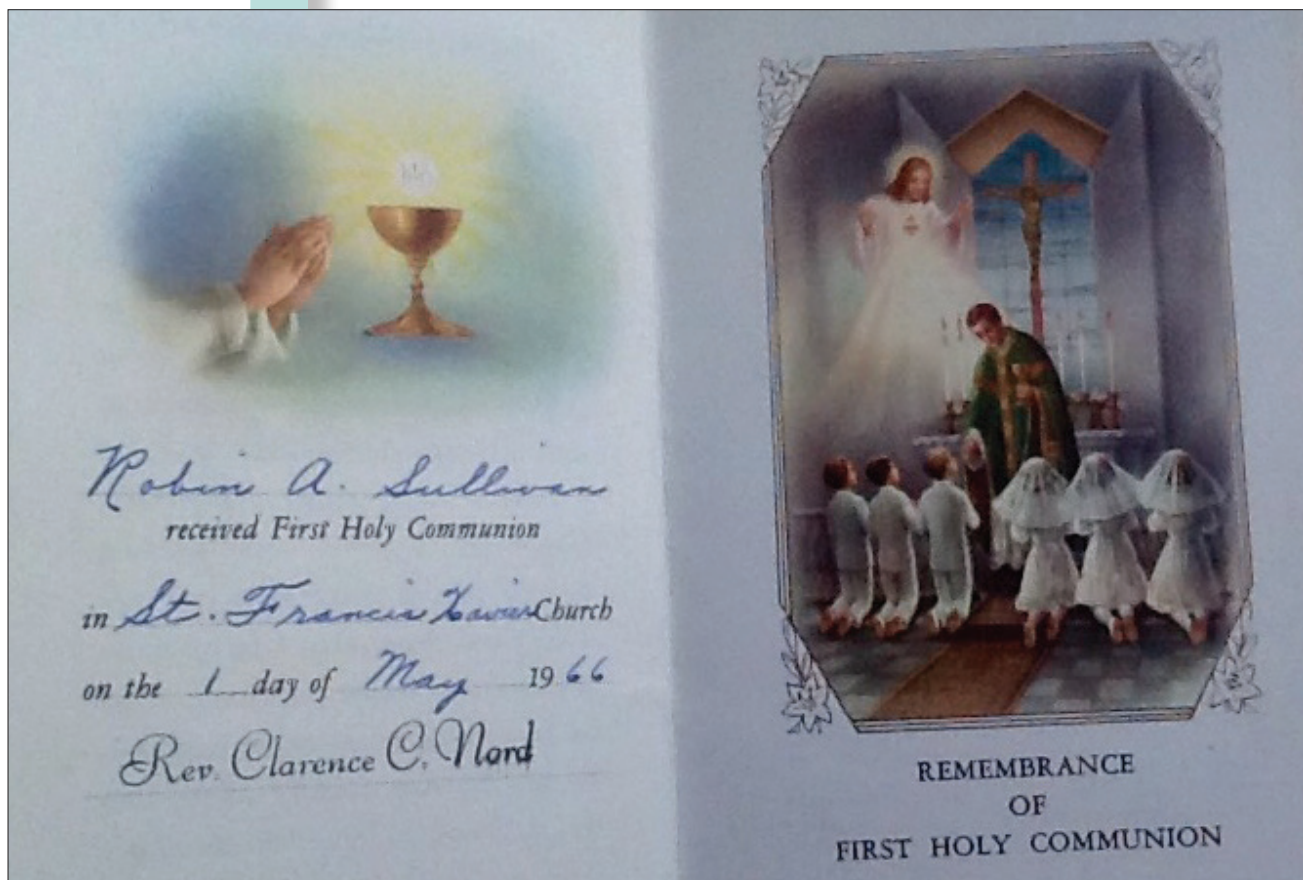 Robin A. Sullivan
received First Holy Communion
in St. Francis Xavier Church
on the 1 day of May 1966
Rev. Clarence C. Nord
REMEMBRANCE
OF
FIRST HOLY COMMUNION